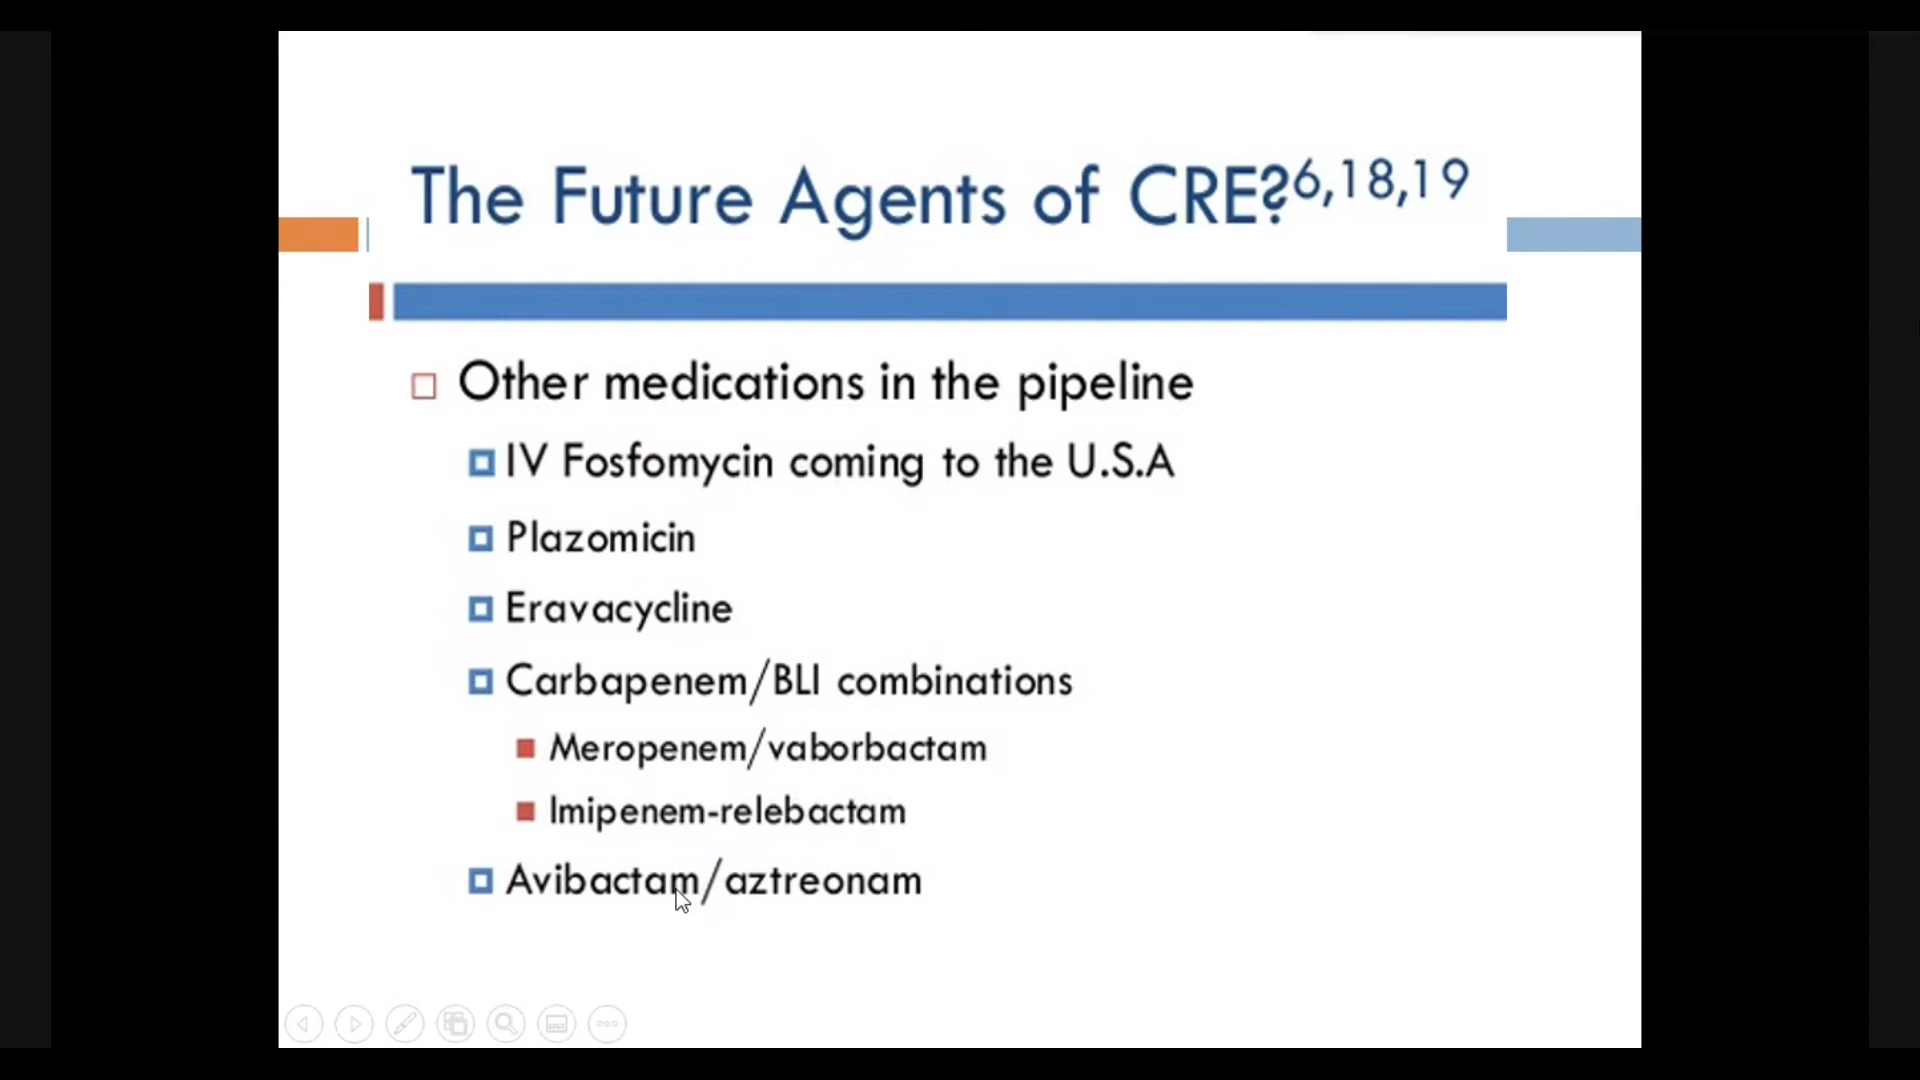 The Future Agents of CRE?6,18,19
Other medications in the pipeline
IV Fosfomycin coming to the U.S.A
Plazomicin
Eravacycline
Carbapenem/BLI combinations
Meropenem/vaborbactam
Imipenem-relebactam
Avibactam/aztreonam